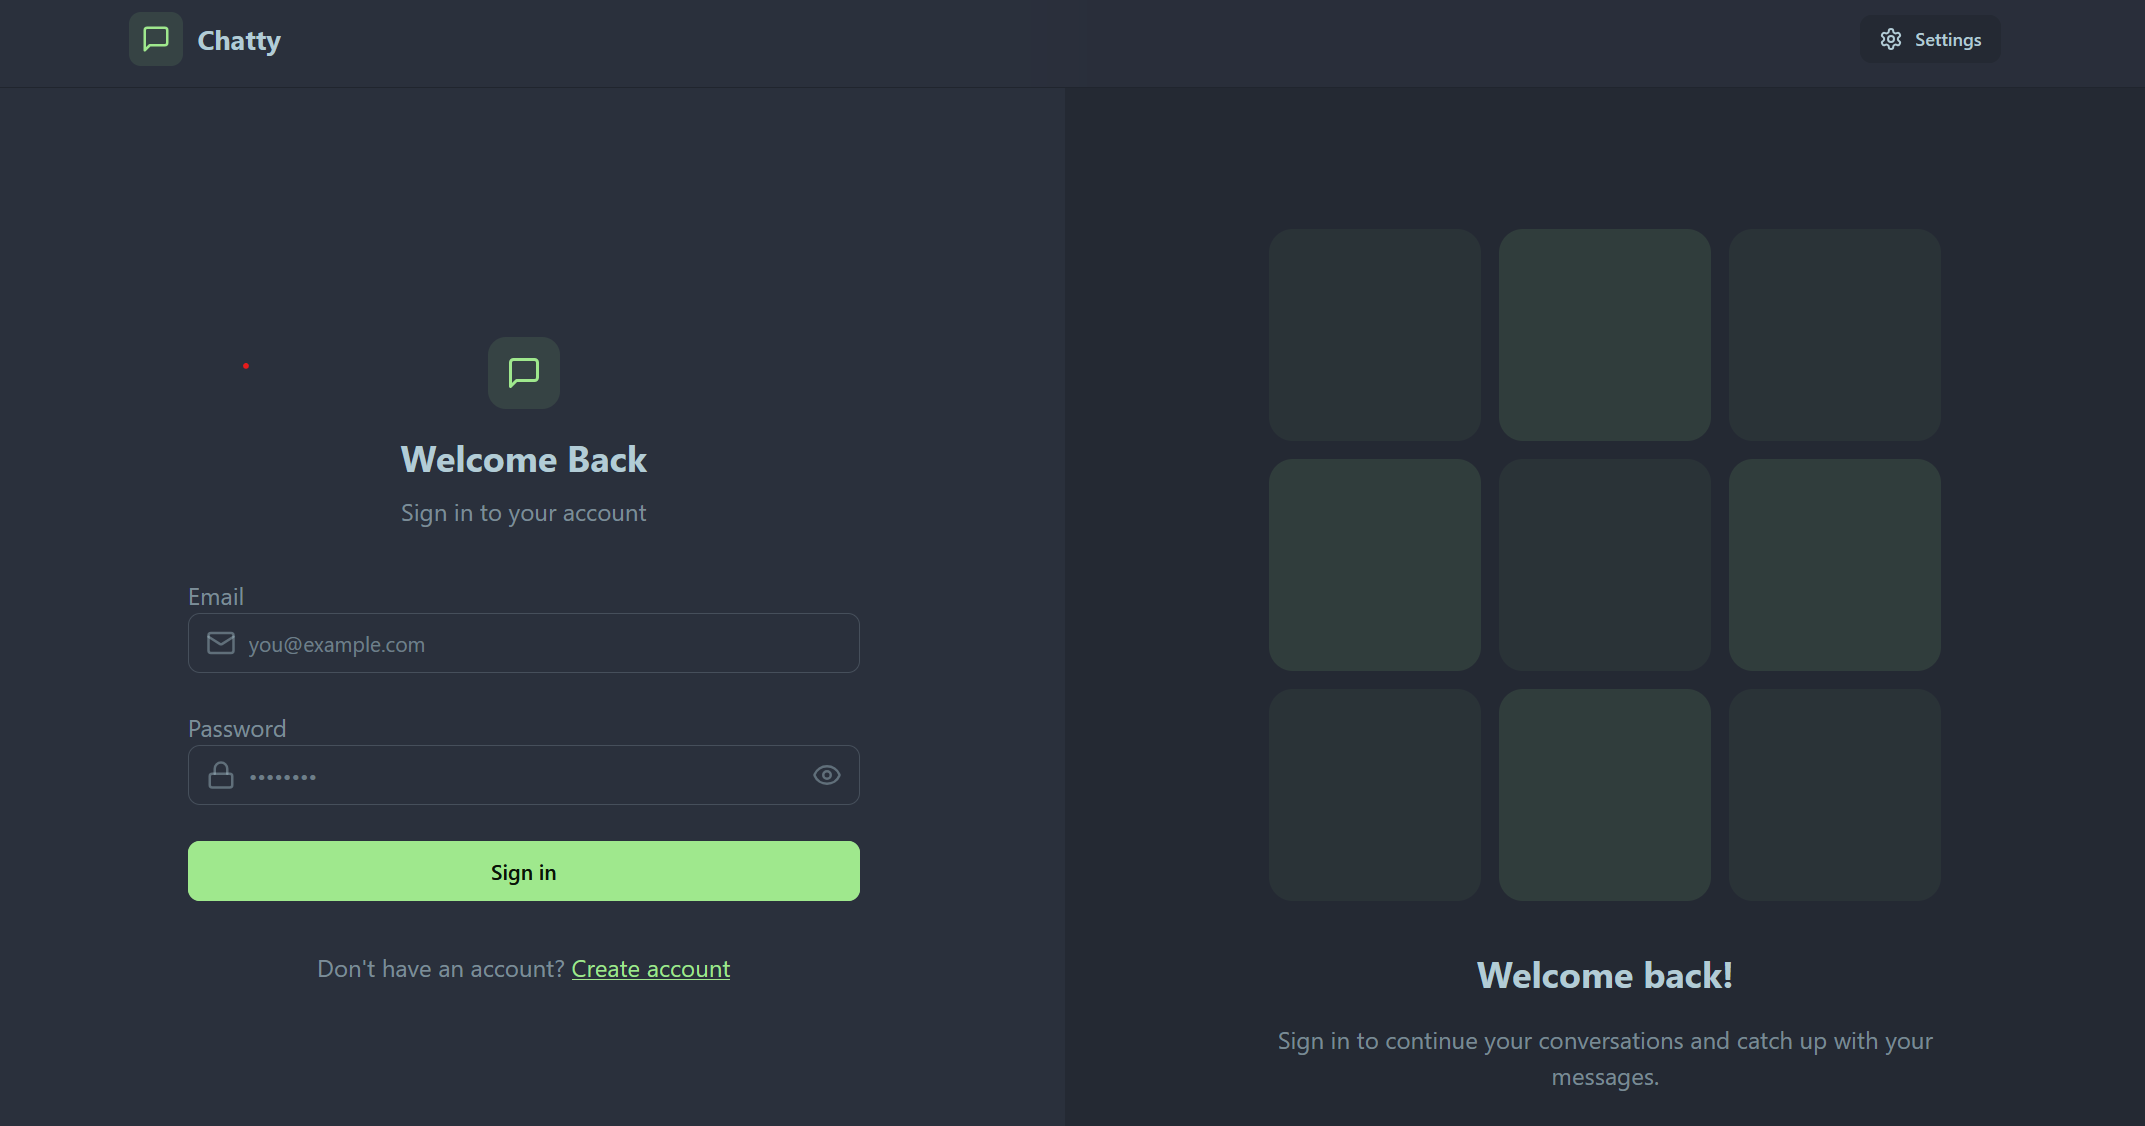 Chatty
Settings
Welcome Back
Sign in to your account
Email
you@example.com
Password
••••••••
Sign in
Don't have an account? Create account
Welcome back!
Sign in to continue your conversations and catch up with your
messages.